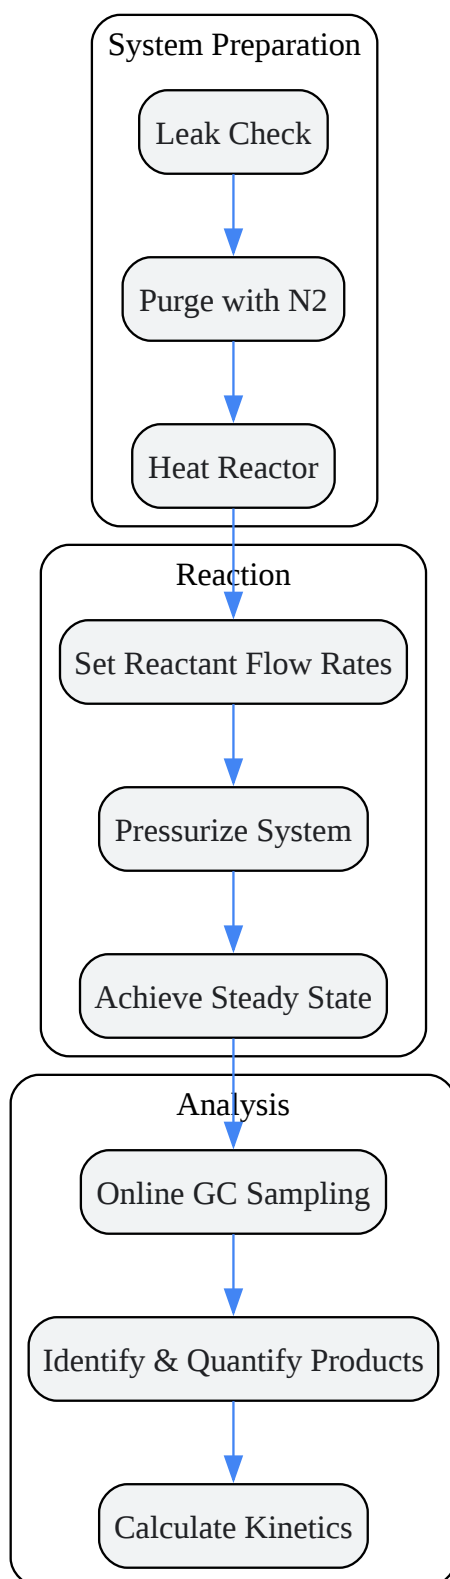 System Preparation
Leak Check
Purge with N2
Heat Reactor
Reaction
Set Reactant Flow Rates
Pressurize System
Achieve Steady State
Analysis
Online GC Sampling
Identify & Quantify Products
Calculate Kinetics